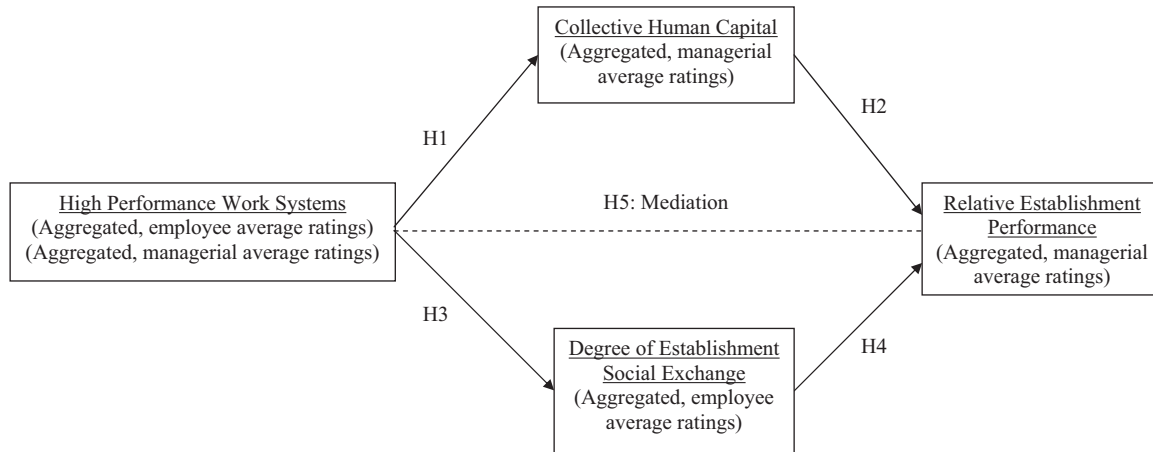 Collective Human Capital
(Aggregated, managerial
average ratings)
H1
H2
High Performance Work Systems
(Aggregated, employee average ratings)
(Aggregated, managerial average ratings)
H5: Mediation
Relative Establishment
Performance
(Aggregated, managerial
average ratings)
H3
H4
Degree of Establishment
Social Exchange
(Aggregated, employee
average ratings)